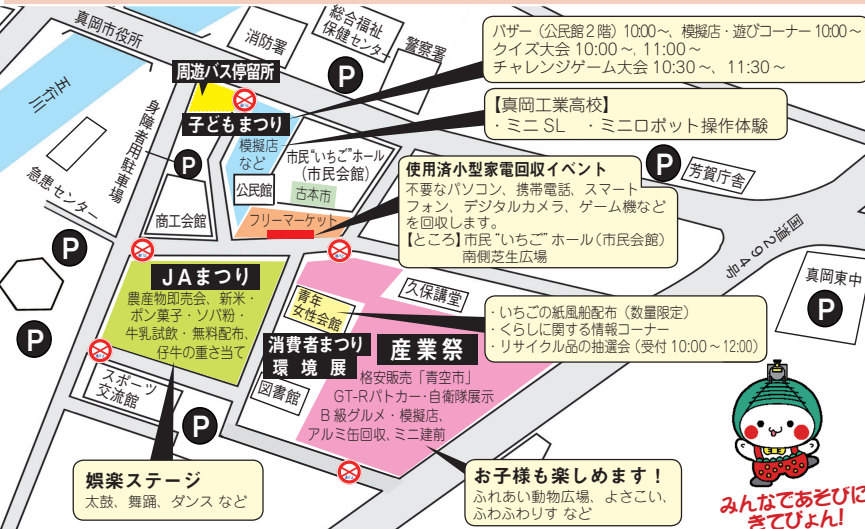 真岡市役所
消防署
総合福祉
保健センター
警察署
P
五行川
周遊バス停留所
子どもまつり
模擬店
など
公民館
市民“いちご”ホール
(市民会館)
古本市
フリーマーケット
身障者用駐車場
P
急患センター
商工会館
P
P
バザー(公民館2階)10:00~、模擬店・遊びコーナー10:00~
クイズ大会 10:00~、11:00~
チャレンジゲーム大会 10:30~、11:30~
【真岡工業高校】
・ミニSL ・ミニロボット操作体験
使用済小型家電回収イベント
不要なパソコン、携帯電話、スマート
フォン、デジタルカメラ、ゲーム機など
を回収します。
【ところ】市民“いちご”ホール(市民会館)
南側芝生広場
P
芳賀庁舎
国道294号
真岡東中
P
JAまつり
農産物即売会、新米・
ポン菓子・ソバ粉・
牛乳試飲・無料配布、
仔牛の重さ当て
青年
女性会館
久保講堂
消費者まつり
環境展
図書館
産業祭
格安販売「青空市」
GT-Rパトカー・自衛隊展示
B級グルメ・模擬店、
アルミ缶回収、ミニ建前
・いちごの紙風船配布(数量限定)
・くらしに関する情報コーナー
・リサイクル品の抽選会(受付10:00~12:00)
スポーツ
交流館
P
娯楽ステージ
太鼓、舞踊、ダンス など
お子様も楽しめます!
ふれあい動物広場、よさこい、
ふわふわりす など
みんなであそびに
きてぴょん!